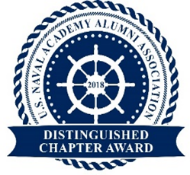 U.S. NAVAL ACADEMY ALUMNI ASSOCIATION
2018
DISTINGUISHED
CHAPTER AWARD